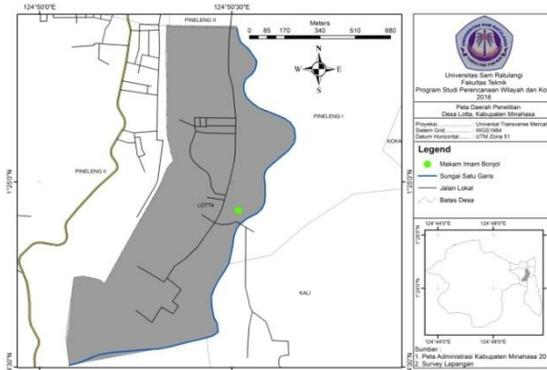 124°50'0"E
124°50'30"E
PINELENG II
Meters
0 85 170 340 510 680
N
W E
S
PINELENG I
KOKA
PINELENG II
1°25'0"N
LOTTA
KALI
Universitas Sam Ratulangi
Fakultas Teknik
Program Studi Perencanaan Wilayah dan Ko
2016
Peta Daerah Penelitian
Desa Lotta, Kabupaten Minahasa
Proyeksi : Universal Transverse Mercat
Sistem Grid : WGS1984
Datum Horizontal : UTM Zona 51
Legend
Makam Imam Bonjol
Sungai Satu Garis
Jalan Lokal
Batas Desa
124°44'0"E 124°48'0"E
124°44'0"E 124°48'0"E
Sumber :
1. Peta Administrasi Kabupaten Minahasa 20
2. Survey Lapangan